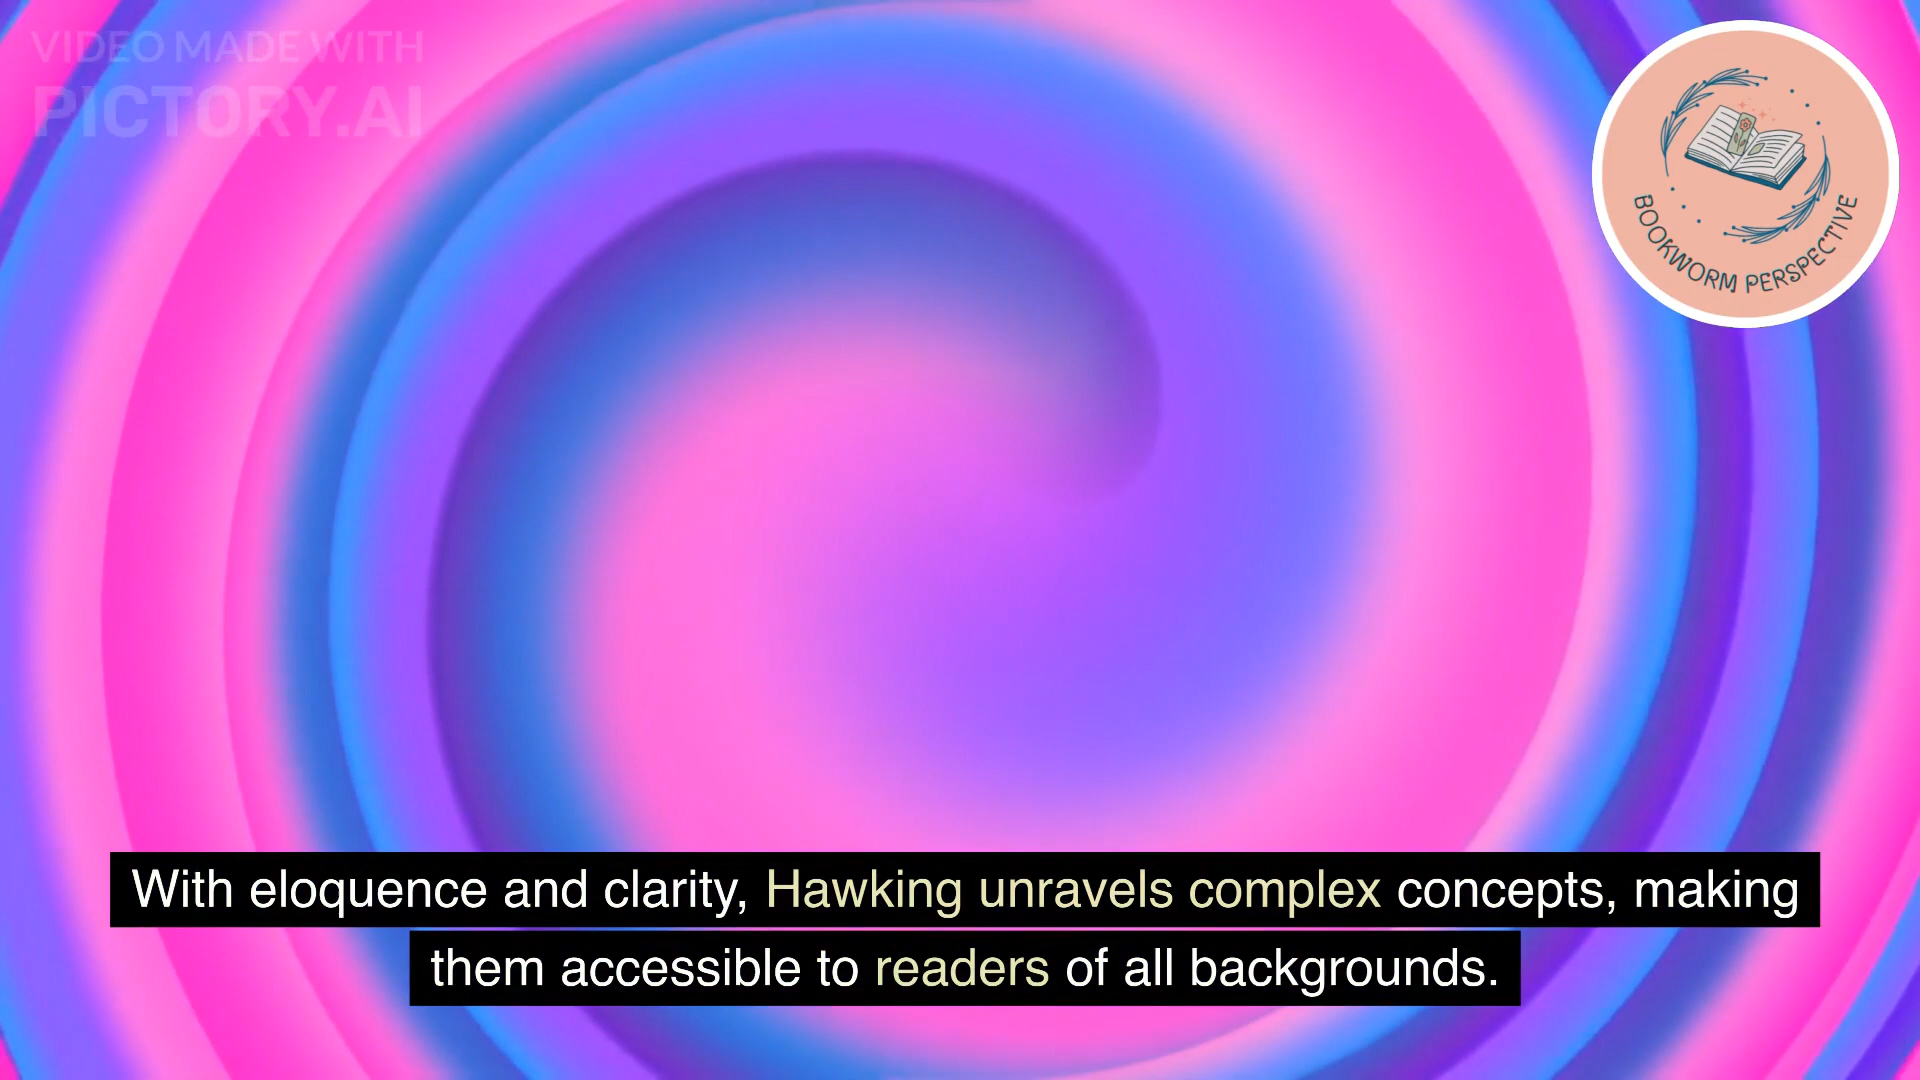 VIDEO MADE WITH
PICTORY.AI
BOOKWORM PERSPECTIVE
With eloquence and clarity, Hawking unravels complex concepts, making
them accessible to readers of all backgrounds.